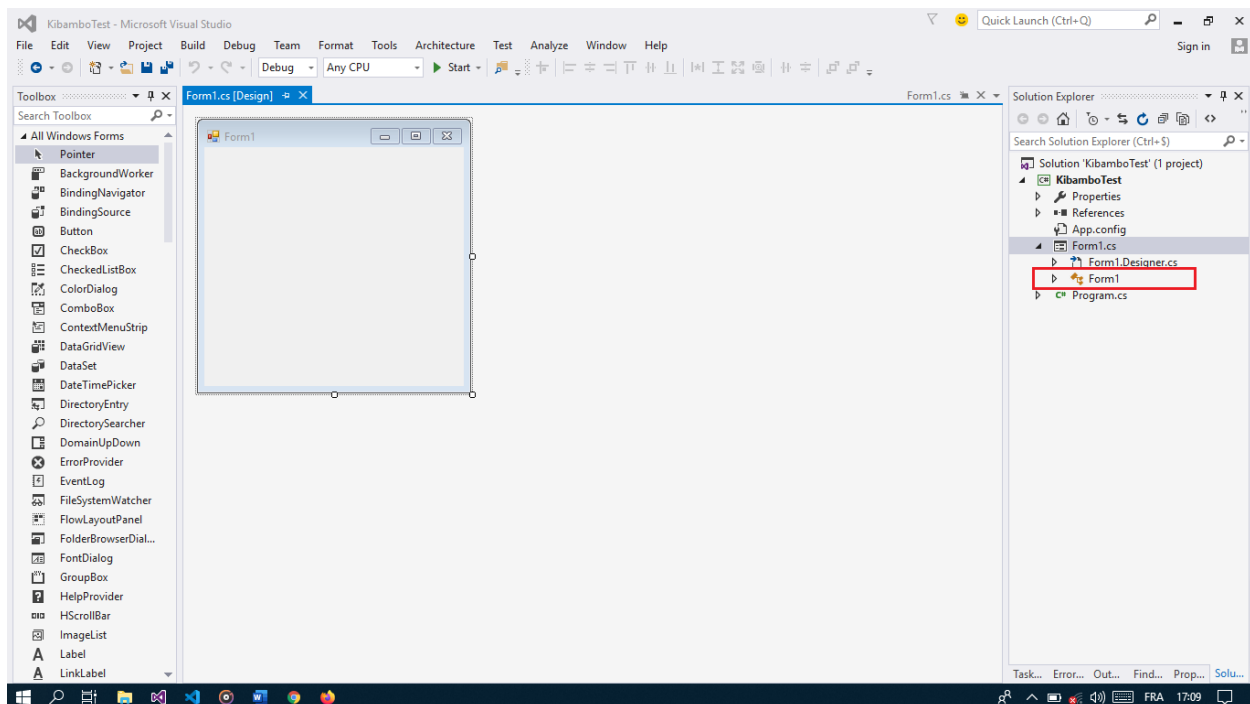 KibamboTest - Microsoft Visual Studio
Quick Launch (Ctrl+Q)
File Edit View Project Build Debug Team Format Tools Architecture Test Analyze Window Help
Sign in
Debug Any CPU Start
Toolbox
Search Toolbox
All Windows Forms
Pointer
BackgroundWorker
BindingNavigator
BindingSource
Button
CheckBox
CheckedListBox
ColorDialog
ComboBox
ContextMenuStrip
DataGridView
DataSet
DateTimePicker
DirectoryEntry
DirectorySearcher
DomainUpDown
ErrorProvider
EventLog
FileSystemWatcher
FlowLayoutPanel
FolderBrowserDial...
FontDialog
GroupBox
HelpProvider
HScrollBar
ImageList
Label
LinkLabel
Form1.cs [Design]
Form1.cs
Form1
Solution Explorer
Search Solution Explorer (Ctrl+$)
Solution 'KibamboTest' (1 project)
KibamboTest
Properties
References
App.config
Form1.cs
Form1.Designer.cs
Form1
Program.cs
Task... Error... Out... Find... Prop... Solu...
FRA 17:09